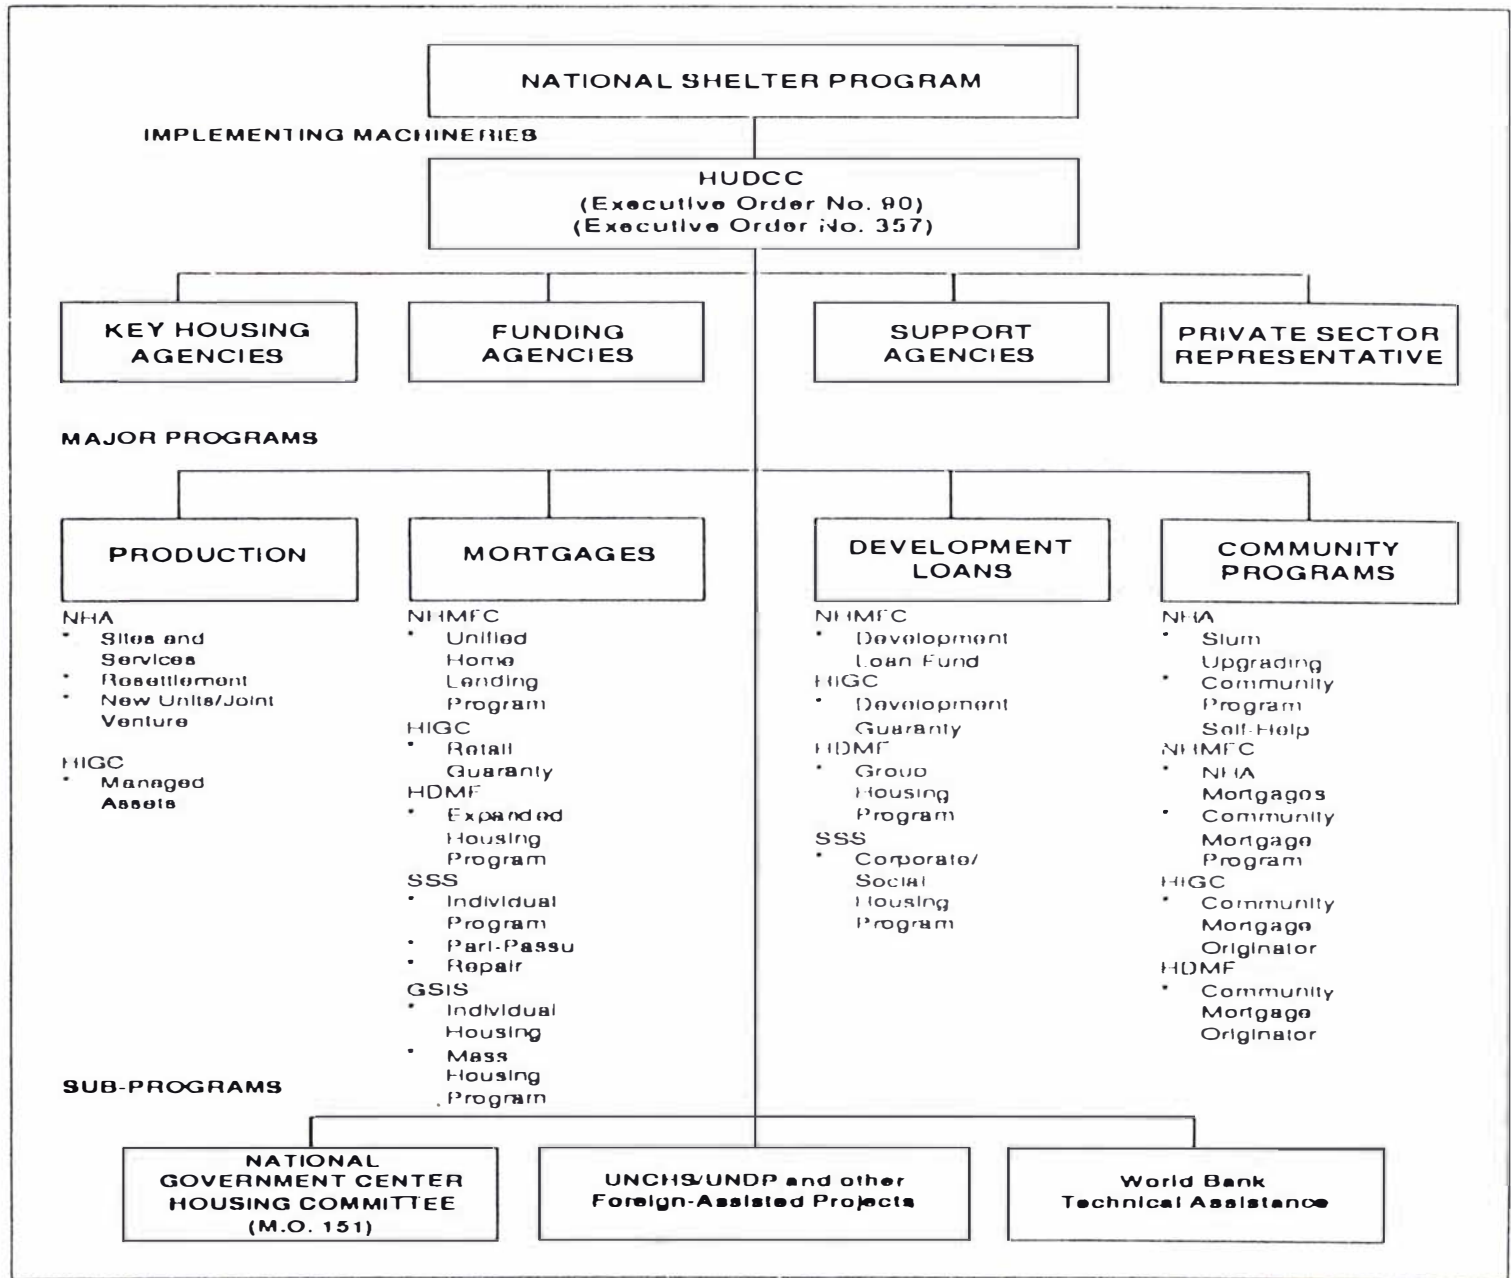 NATIONAL SHELTER PROGRAM
IMPLEMENTING MACHINERIES
HUDCC
(Executive Order No. 90)
(Executive Order No. 357)
KEY HOUSING
AGENCIES
FUNDING
AGENCIES
SUPPORT
AGENCIES
PRIVATE SECTOR
REPRESENTATIVE
MAJOR PROGRAMS
PRODUCTION
NHA
* Sites and
Services
* Resettlement
* New Units/Joint
Venture
HIGC
* Managed
Assets
MORTGAGES
NHMFC
* Unified
Home
Lending
Program
HIGC
* Retail
Guaranty
HDMF
* Expanded
Housing
Program
SSS
* Individual
Program
* Pari-Passu
* Repair
GSIS
* Individual
Housing
* Mass
Housing
Program
DEVELOPMENT
LOANS
NHMFC
* Development
Loan Fund
HIGC
* Development
Guaranty
HDMF
* Group
Housing
Program
SSS
* Corporate/
Social
Housing
Program
COMMUNITY
PROGRAMS
NHA
* Slum
Upgrading
* Community
Program
Self-Help
NHMFC
* NHA
Mortgages
* Community
Mortgage
Program
HIGC
* Community
Mortgage
Originator
HDMF
* Community
Mortgage
Originator
SUB-PROGRAMS
NATIONAL
GOVERNMENT CENTER
HOUSING COMMITTEE
(M.O. 151)
UNCHS/UNDP and other
Foreign-Assisted Projects
World Bank
Technical Assistance